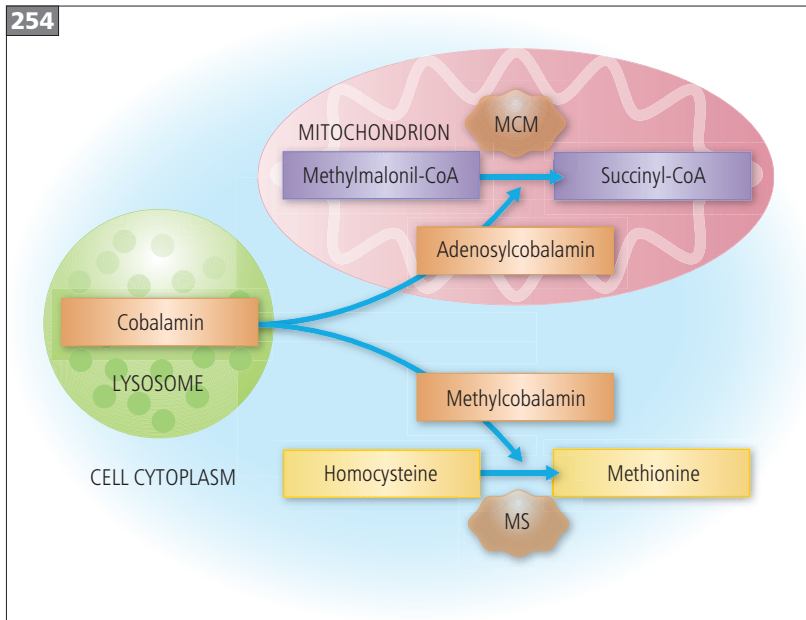 254
MITOCHONDRION
MCM
Methylmalonil-CoA
Succinyl-CoA
Adenosylcobalamin
Cobalamin
LYSOSOME
Methylcobalamin
CELL CYTOPLASM
Homocysteine
Methionine
MS